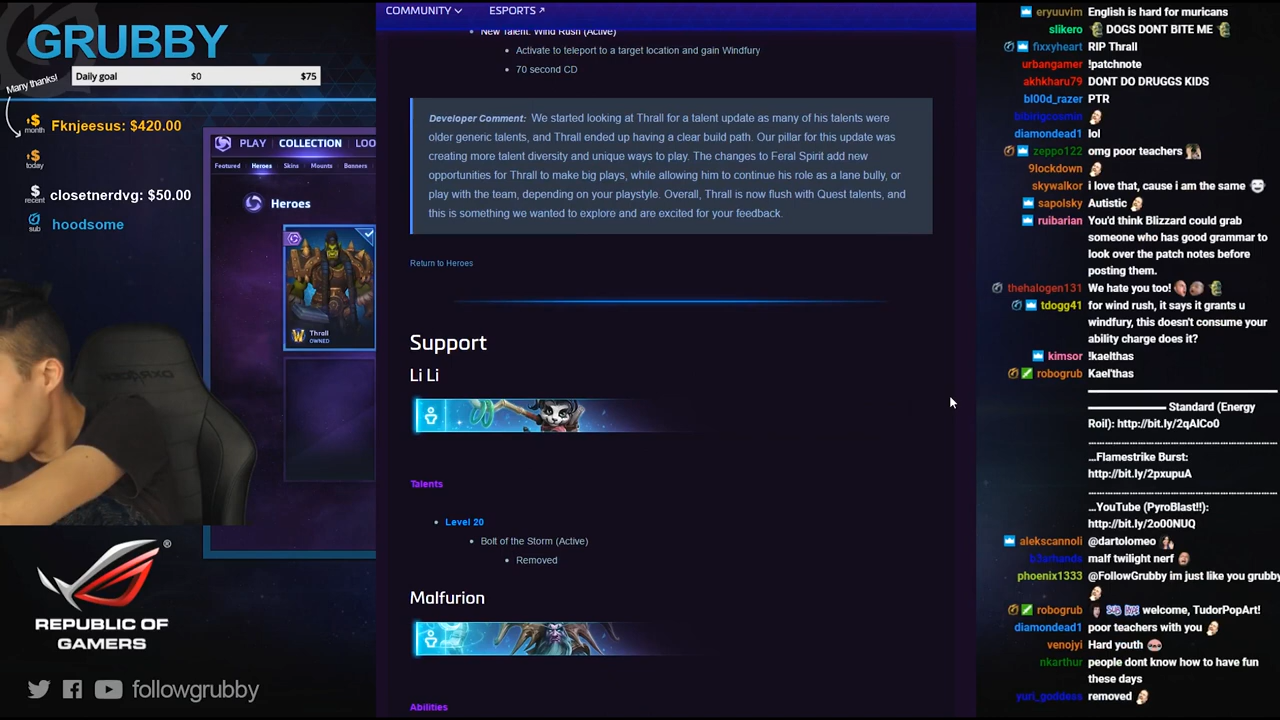 GRUBBY
Many thanks!
Daily goal $0 $75
$ month Fknjeesus: $420.00
$ today
$ recent closetnerdvg: $50.00
sub hoodsome
PLAY COLLECTION LOO
Featured Heroes Skins Mounts Banners
Heroes
Thrall
OWNED
REPUBLIC OF
GAMERS
®
followgrubby
COMMUNITY ESPORTS
New Talent: Wind Rush (Active)
Activate to teleport to a target location and gain Windfury
70 second CD
Developer Comment: We started looking at Thrall for a talent update as many of his talents were
older generic talents, and Thrall ended up having a clear build path. Our pillar for this update was
creating more talent diversity and unique ways to play. The changes to Feral Spirit add new
opportunities for Thrall to make big plays, while allowing him to continue his role as a lane bully, or
play with the team, depending on your playstyle. Overall, Thrall is now flush with Quest talents, and
this is something we wanted to explore and are excited for your feedback.
Return to Heroes
Support
Li Li
Talents
Level 20
Bolt of the Storm (Active)
Removed
Malfurion
Abilities
eryuuvim English is hard for muricans
slikero DOGS DONT BITE ME
fixxyheart RIP Thrall
urbangamer !patchnote
akhkharu79 DONT DO DRUGGS KIDS
bl00d_razer PTR
bibirigcosmin
diamondead1 lol
zeppo122 omg poor teachers
9lockdown
skywalkor i love that, cause i am the same
sapolsky Autistic
ruibarian You'd think Blizzard could grab
someone who has good grammar to
look over the patch notes before
posting them.
thehalogen131 We hate you too!
tdogg41 for wind rush, it says it grants u
windfury, this doesn't consume your
ability charge does it?
kimsor !kaelthas
robogrub Kael'thas
Standard (Energy
Roil): http://bit.ly/2qAlCo0
...Flamestrike Burst:
http://bit.ly/2pxupuA
...YouTube (PyroBlast!!):
http://bit.ly/2o00NUQ
alekscannoli @dartolomeo
b3arhands malf twilight nerf
phoenix1333 @FollowGrubby im just like you grubby
robogrub SUB HYPE welcome, TudorPopArt!
diamondead1 poor teachers with you
venojyi Hard youth
nkarthur people dont know how to have fun
these days
yuri_goddess removed